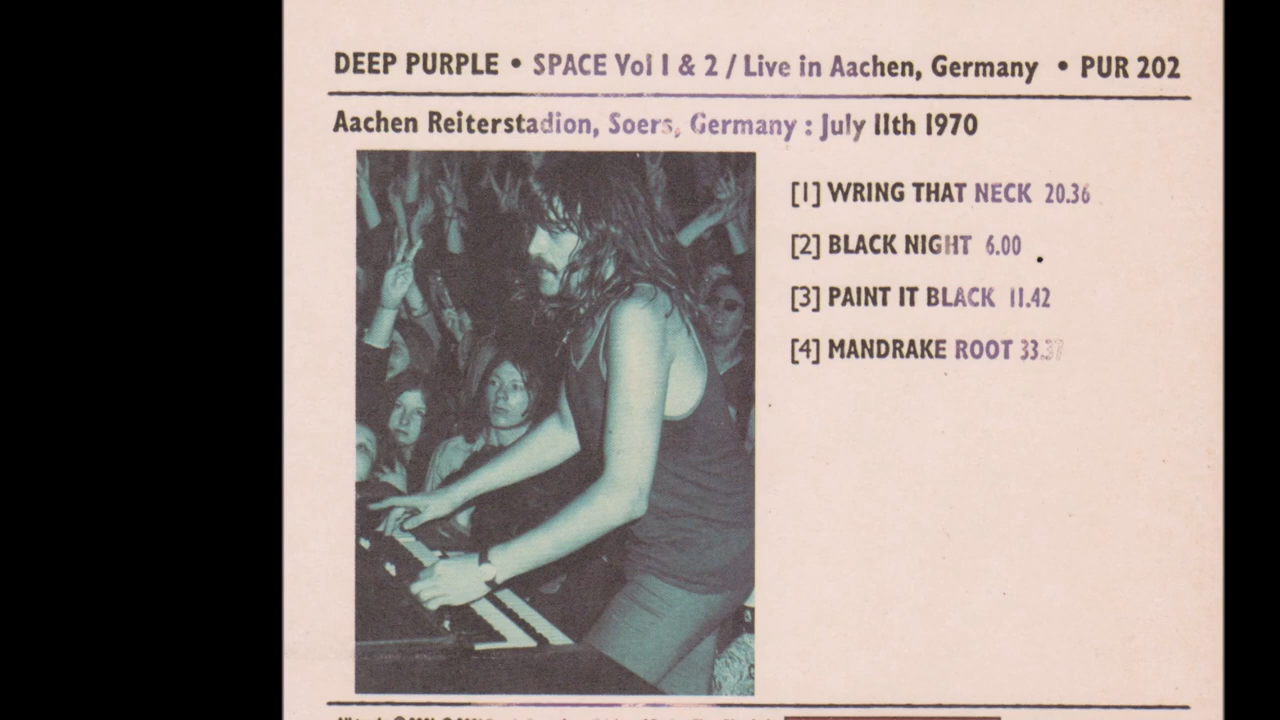 DEEP PURPLE • SPACE Vol 1 & 2 / Live in Aachen, Germany • PUR 202
Aachen Reiterstadion, Soers, Germany : July 11th 1970
[1] WRING THAT NECK 20.36
[2] BLACK NIGHT 6.00
[3] PAINT IT BLACK 11.42
[4] MANDRAKE ROOT 33.37